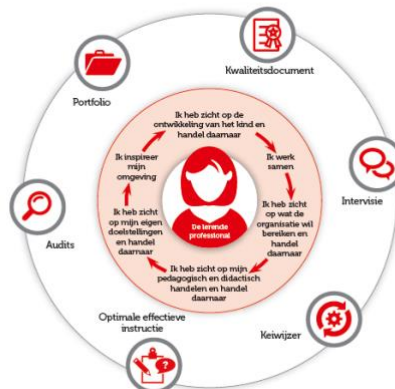 Kwaliteitsdocument
Portfolio
Ik heb zicht op de
ontwikkeling van het kind en
handel daarnaar
Ik inspireer
mijn
omgeving
Ik werk
samen
Intervisie
De lerende
professional
Ik heb zicht
op mijn eigen
doelstellingen
en handel
daarnaar
Ik heb zicht
op wat de
organisatie wil
bereiken en
handel
daarnaar
Audits
Ik heb zicht op mijn
pedagogisch en didactisch
handelen en handel
daarnaar
Optimale effectieve
instructie
Keiwijzer
?